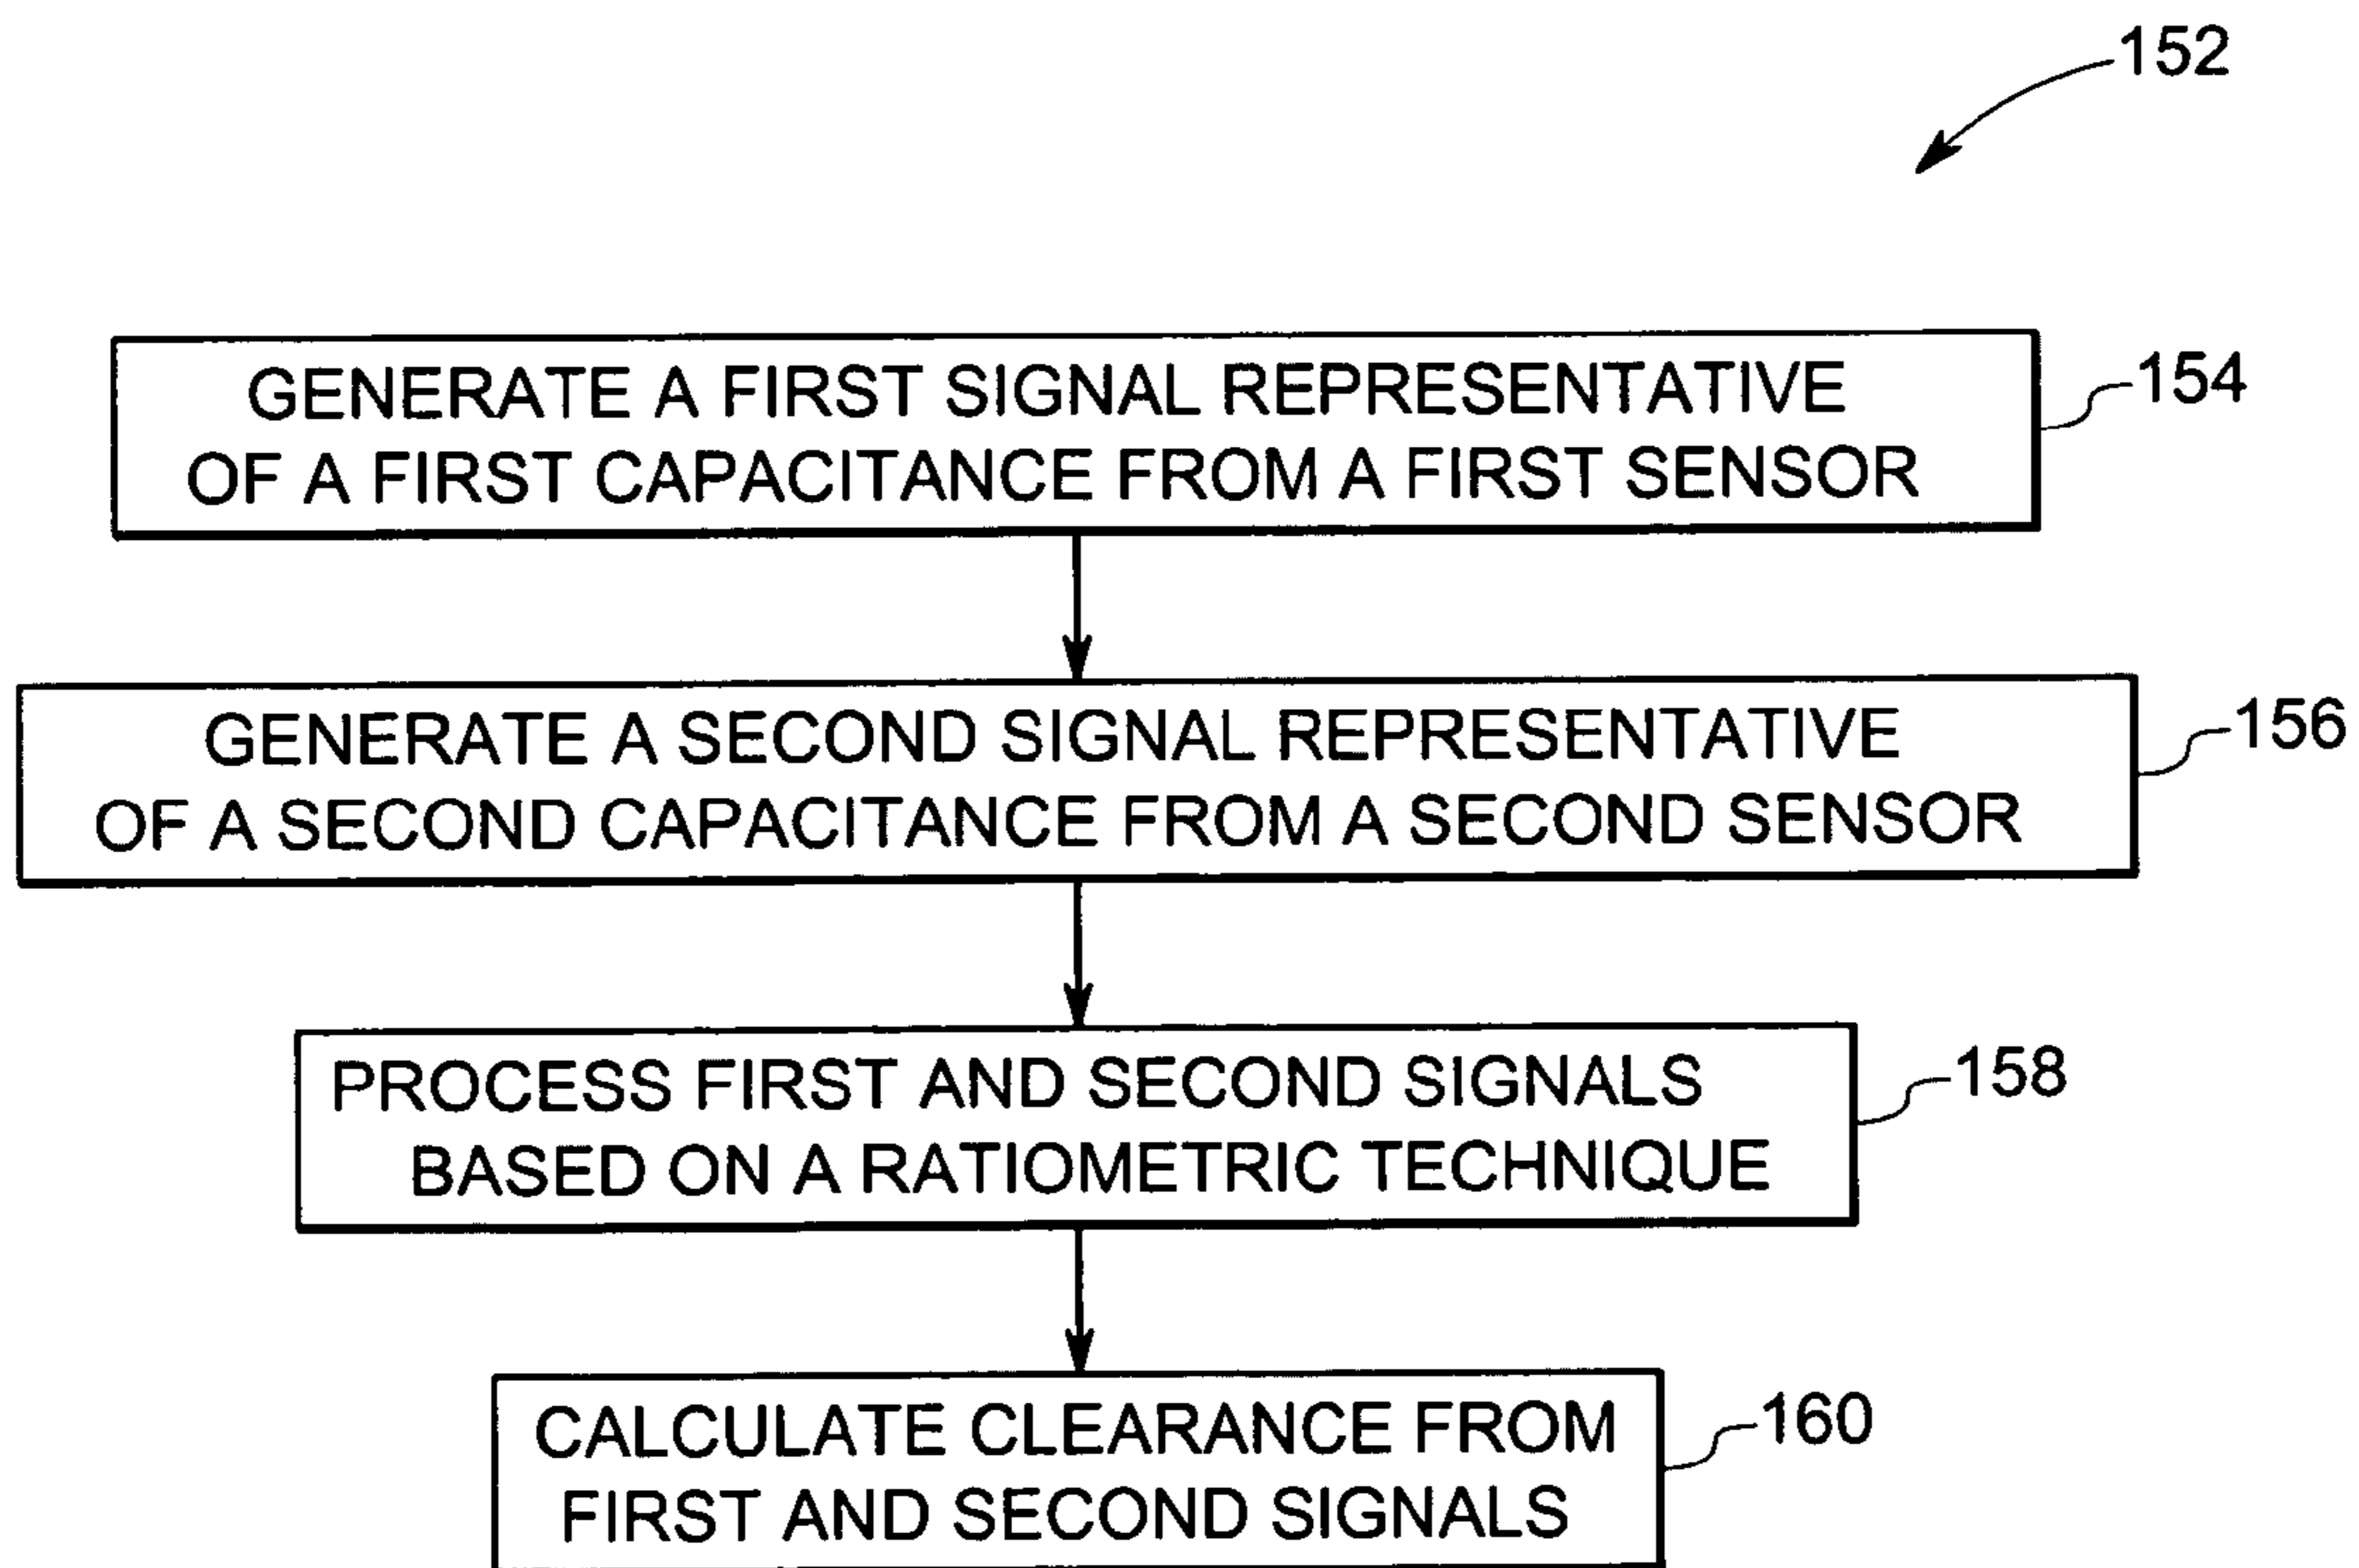 152
GENERATE A FIRST SIGNAL REPRESENTATIVE
OF A FIRST CAPACITANCE FROM A FIRST SENSOR
154
GENERATE A SECOND SIGNAL REPRESENTATIVE
OF A SECOND CAPACITANCE FROM A SECOND SENSOR
156
PROCESS FIRST AND SECOND SIGNALS
BASED ON A RATIOMETRIC TECHNIQUE
158
CALCULATE CLEARANCE FROM
FIRST AND SECOND SIGNALS
160